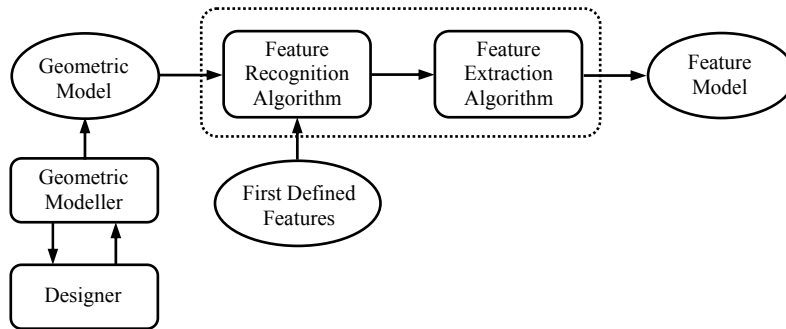 Geometric
Model
Feature
Recognition
Algorithm
Feature
Extraction
Algorithm
Feature
Model
Geometric
Modeller
First Defined
Features
Designer